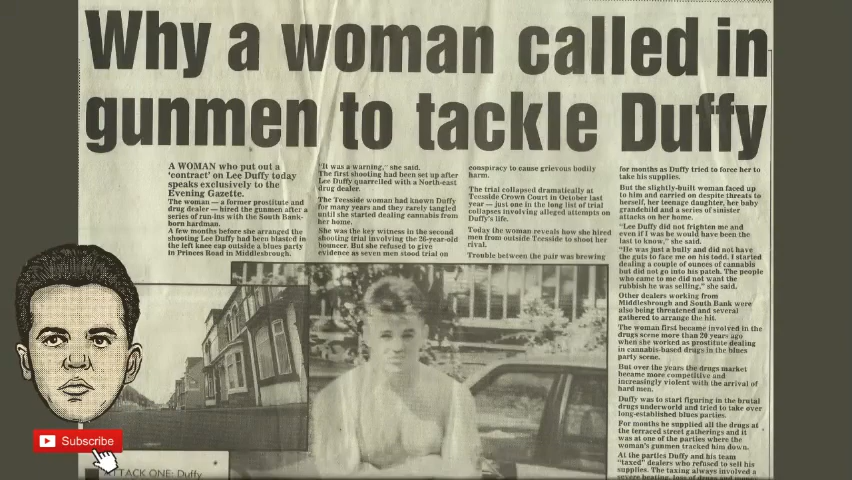 Why a woman called in
gunmen to tackle Duffy
A WOMAN who put out a
'contract' on Lee Duffy today
speaks exclusively to the
Evening Gazette.
The woman — a former prostitute and
drug dealer — hired the gunmen after a
series of run-ins with the South Bank-
born hardman.
A few months before she arranged the
shooting Lee Duffy had been blasted in
the left knee cap outside a blues party
in Princes Road in Middlesbrough.
"It was a warning," she said.
The first shooting had been set up after
Lee Duffy quarrelled with a North-east
drug dealer.
The Teesside woman had known Duffy
for many years and they rarely tangled
until she started dealing cannabis from
her home.
She was the key witness in the second
shooting trial involving the 26-year-old
bouncer. But she refused to give
evidence as seven men stood trial on
conspiracy to cause grievous bodily
harm.
The trial collapsed dramatically at
Teesside Crown Court in October last
year — just one in the long list of trial
collapses involving alleged attempts on
Duffy's life.
Today the woman reveals how she hired
men from outside Teesside to shoot her
rival.
Trouble between the pair was brewing
for months as Duffy tried to force her to
take his supplies.
But the slightly-built woman faced up
to him and carried on despite threats to
herself, her teenage daughter, her baby
grandchild and a series of sinister
attacks on her home.
"Lee Duffy did not frighten me and
even if I was he would have been the
last to know," she said.
"He was just a bully and did not have
the guts to face me on his todd. I started
dealing a couple of ounces of cannabis
but did not go into his patch. The people
who came to me did not want the
rubbish he was selling," she said.
Other dealers working from
Middlesbrough and South Bank were
also being threatened and several
gathered to arrange the hit.
The woman first became involved in the
drugs scene more than 20 years ago
when she worked as prostitute dealing
in cannabis-based drugs in the blues
party scene.
But over the years the drugs market
became more competitive and
increasingly violent with the arrival of
hard men.
Duffy was to start figuring in the brutal
drugs underworld and tried to take over
long-established blues parties.
For months he supplied all the drugs at
the terraced street gatherings and it
was at one of the parties where the
woman's gunmen tracked him down.
At the parties Duffy and his team
"taxed" dealers who refused to sell his
supplies. The taxing always involved a
severe beating, loss of drugs and money
Subscribe
ATTACK ONE: Duffy